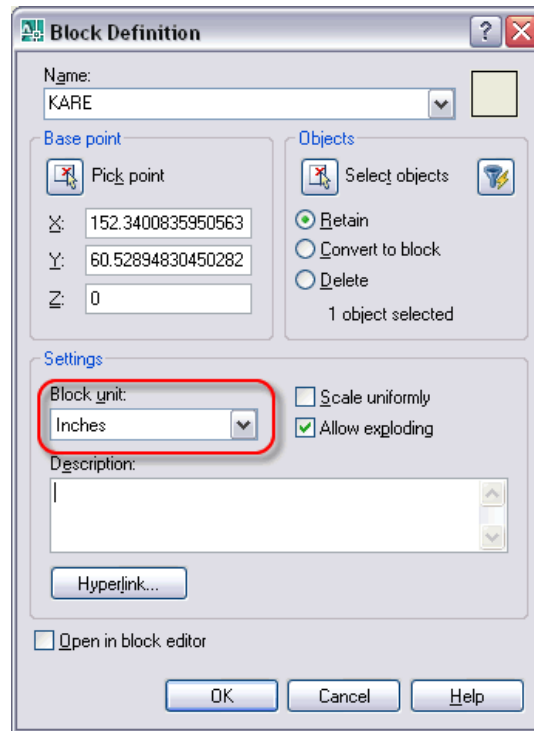 Block Definition
Name:
KARE
Base point
Pick point
X: 152.3400835950563
Y: 60.52894830450282
Z: 0
Objects
Select objects
Retain
Convert to block
Delete
1 object selected
Settings
Block unit:
Inches
Scale uniformly
Allow exploding
Description:
Hyperlink...
Open in block editor
OK Cancel Help